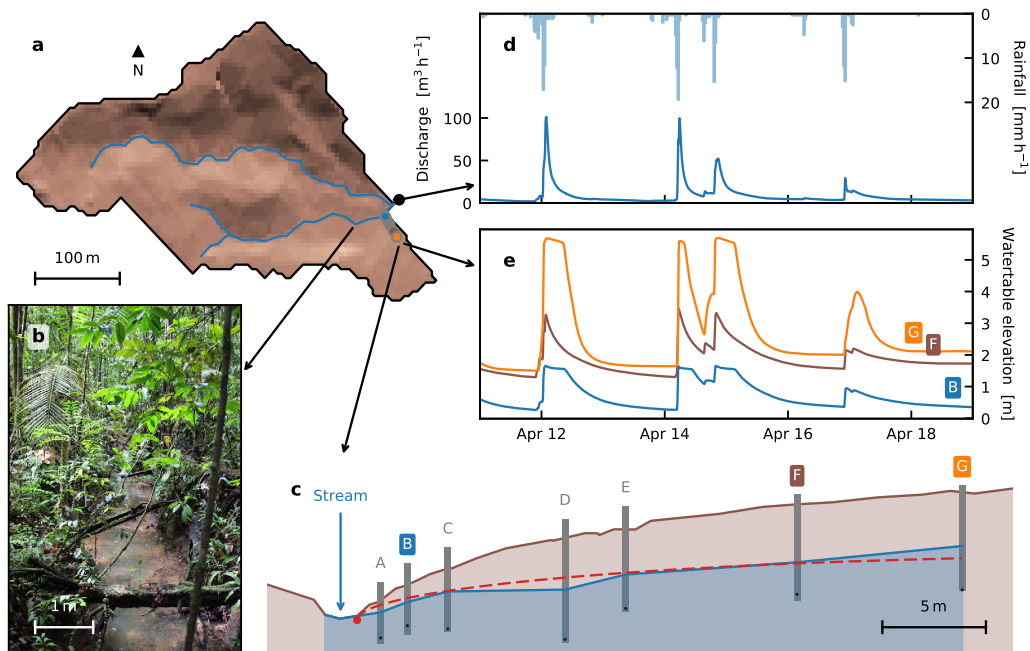 a
N
100 m
b
1 m
Discharge [m³ h⁻¹]
100
50
0
d
0
10
20
Rainfall [mm h⁻¹]
e
G
F
B
5
4
3
2
1
0
Watertable elevation [m]
Apr 12
Apr 14
Apr 16
Apr 18
c
Stream
A
B
C
D
E
F
G
5 m